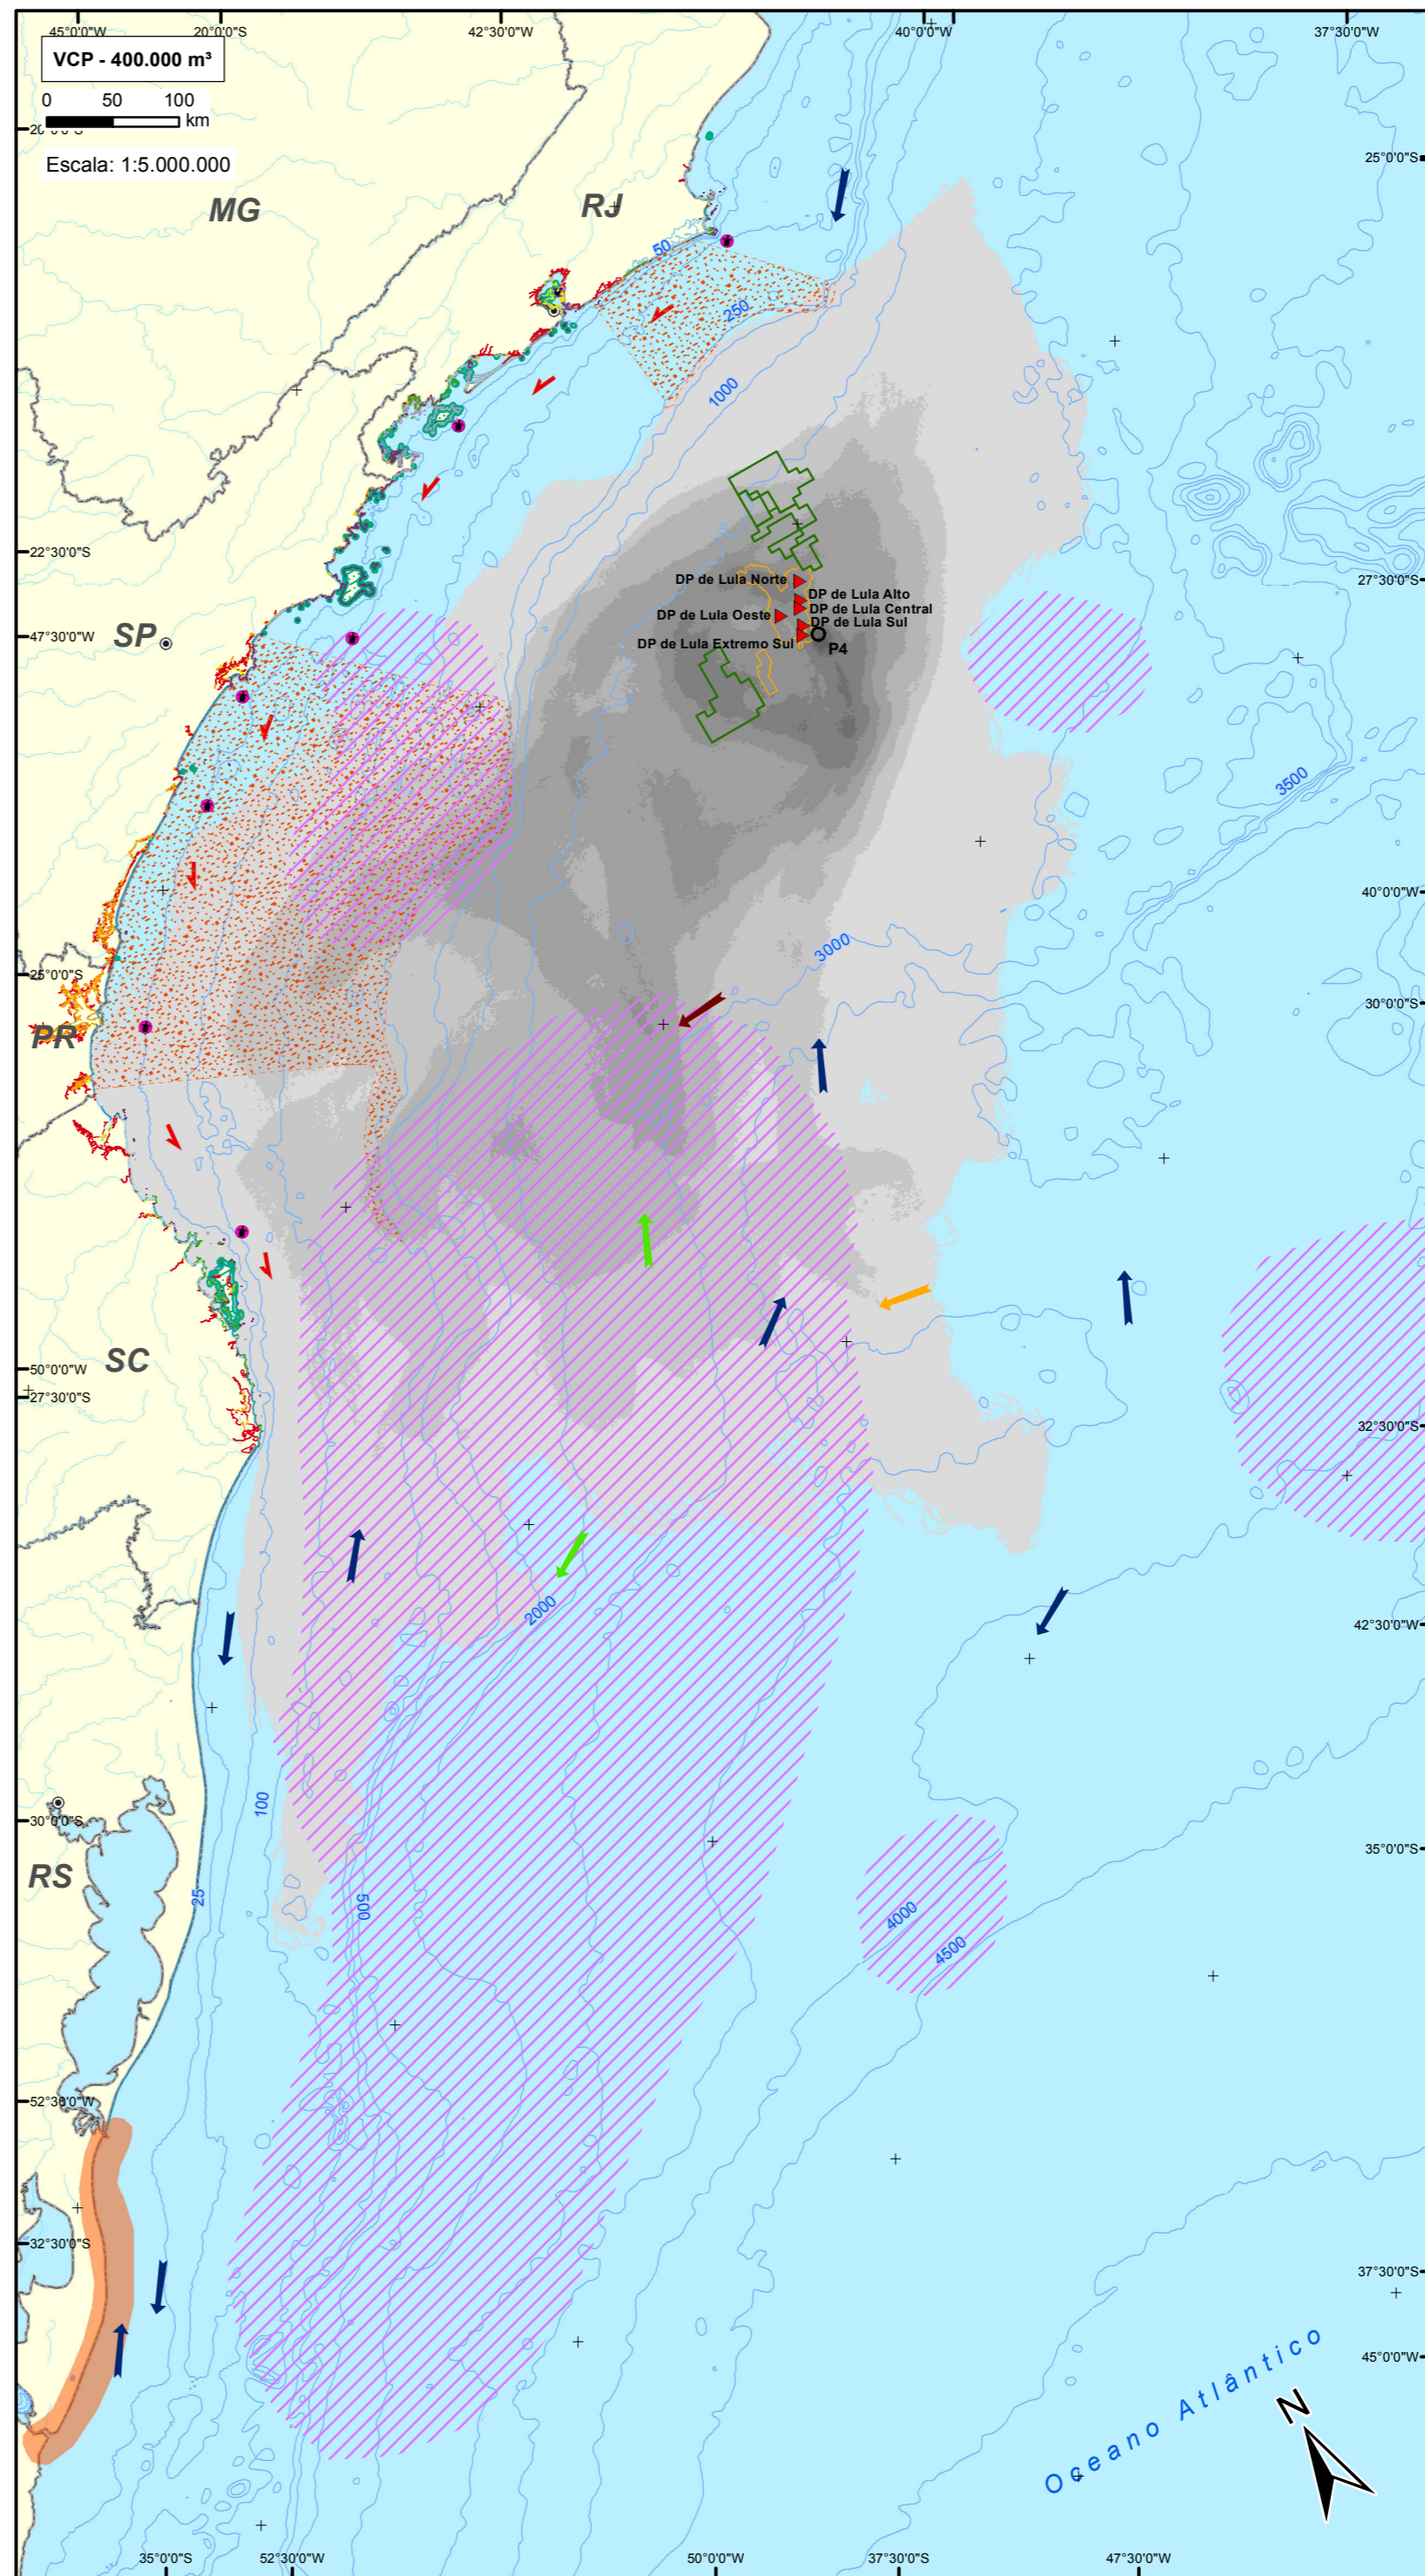 45°0'0"W
20°0'0"S
42°30'0"W
40°0'0"W
37°30'0"W
VCP - 400.000 m³
0 50 100
km
Escala: 1:5.000.000
25°0'0"S
MG
RJ
50
250
1000
22°30'0"S
27°30'0"S
DP de Lula Norte
DP de Lula Alto
DP de Lula Central
DP de Lula Oeste
DP de Lula Sul
DP de Lula Extremo Sul
P4
47°30'0"W
SP
3500
40°0'0"W
3000
25°0'0"S
30°0'0"S
PR
SC
50°0'0"W
27°30'0"S
32°30'0"S
2000
42°30'0"W
100
30°0'0"S
35°0'0"S
RS
25
500
4000
4500
52°30'0"W
32°30'0"S
37°30'0"S
45°0'0"W
Oceano Atlântico
N
35°0'0"S
52°30'0"W
50°0'0"W
37°30'0"S
47°30'0"W